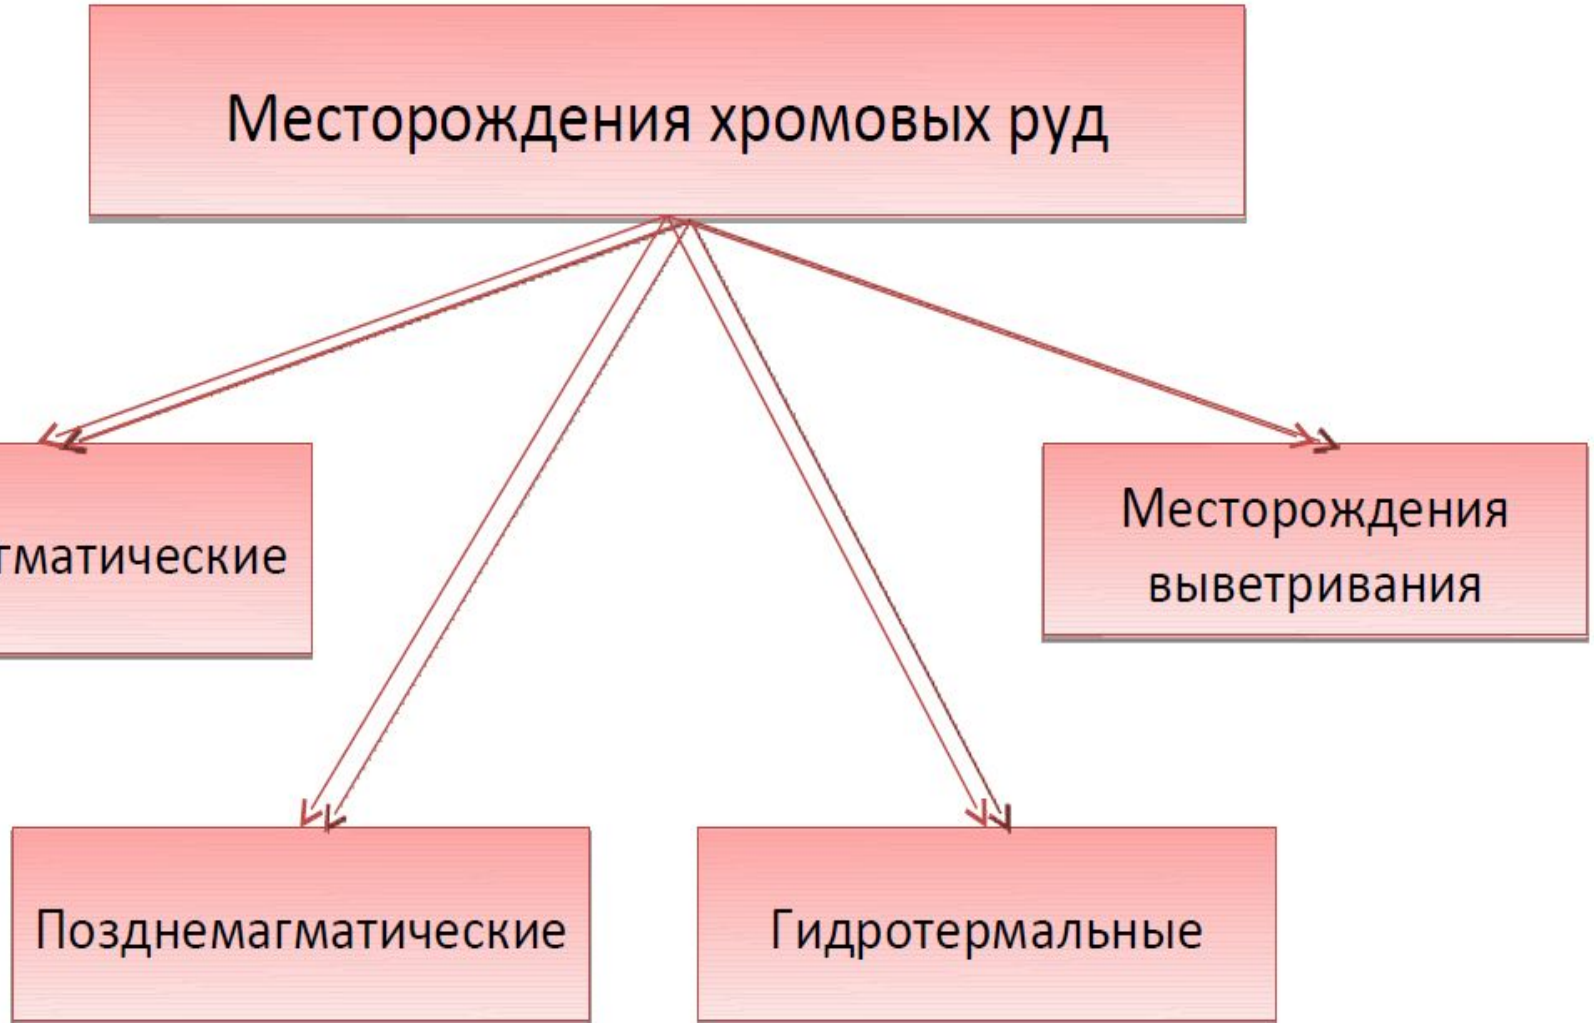 Месторождения хромовых руд
гматические
Месторождения
выветривания
Позднемагматические
Гидротермальные